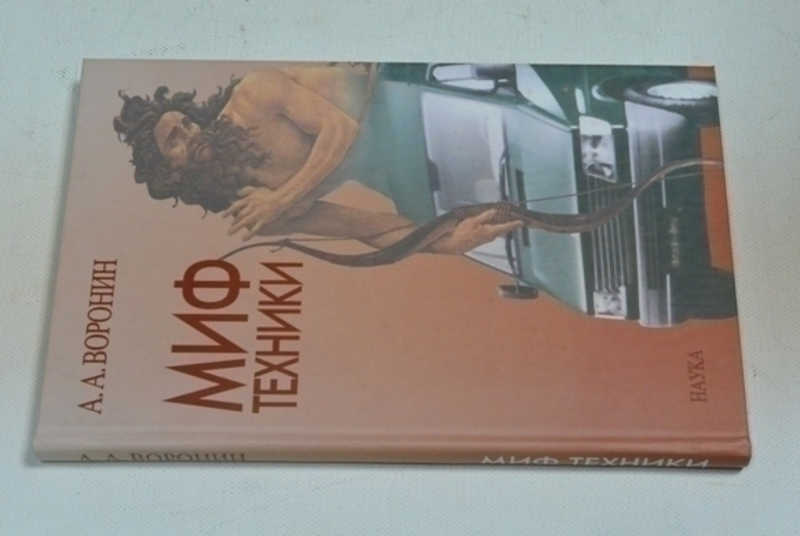 А. А. ВОРОНИН
МИФ
ТЕХНИКИ
НАУКА
А. А. ВОРОНИН
МИФ ТЕХНИКИ